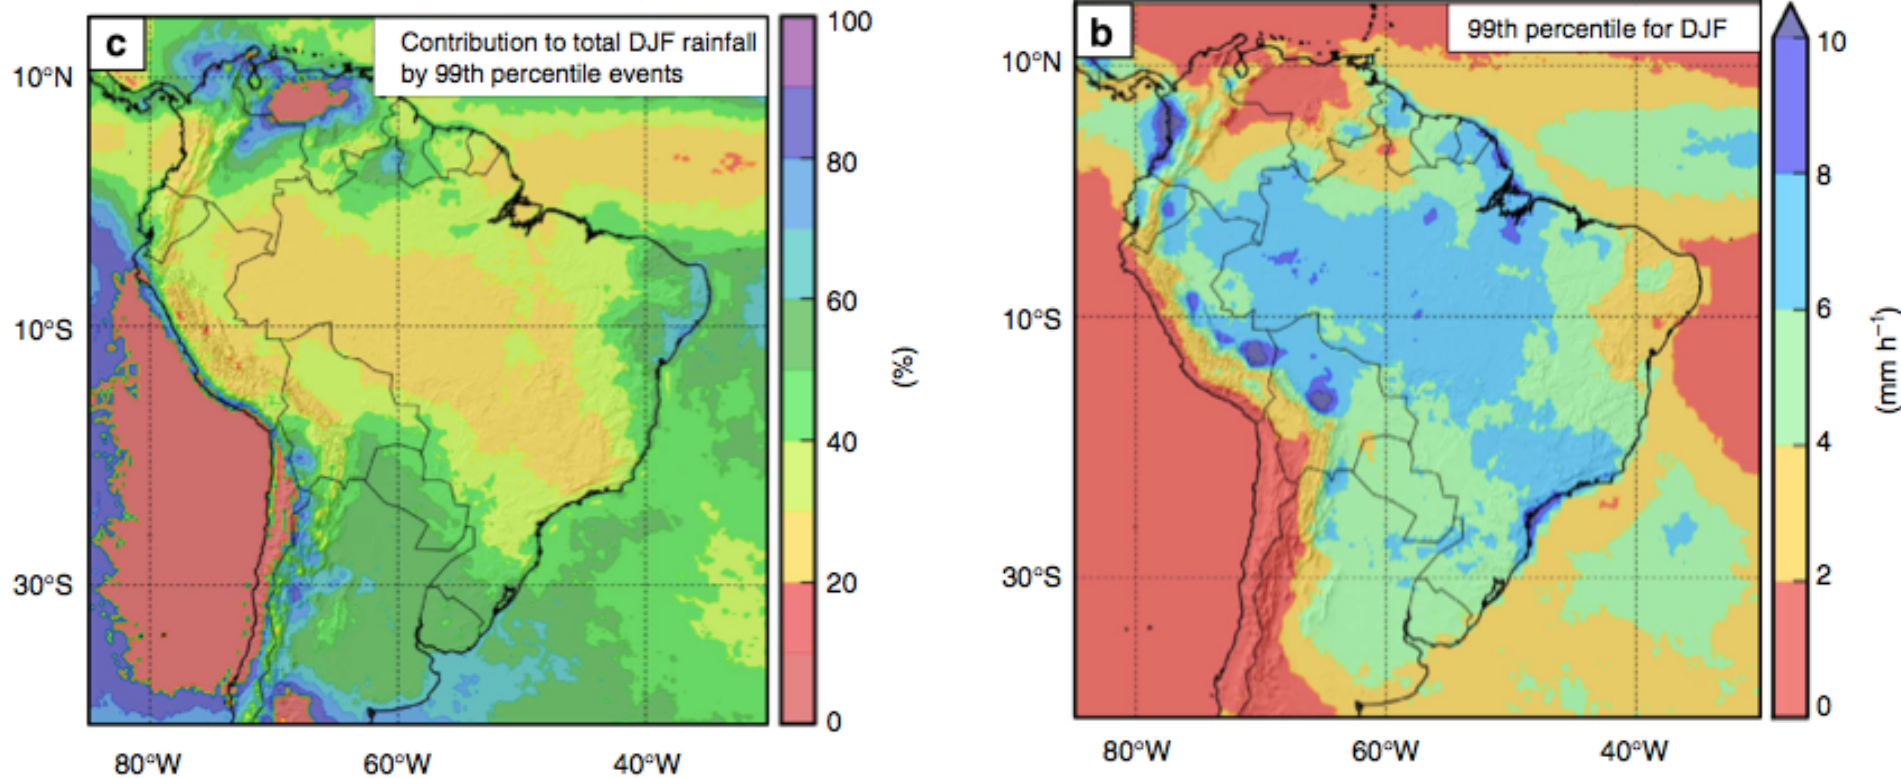 c
Contribution to total DJF rainfall
by 99th percentile events
10°N
10°S
30°S
80°W
60°W
40°W
100
80
60
40
20
0
(%)
b
99th percentile for DJF
10°N
10°S
30°S
80°W
60°W
40°W
10
8
6
4
2
0
(mm h⁻¹)